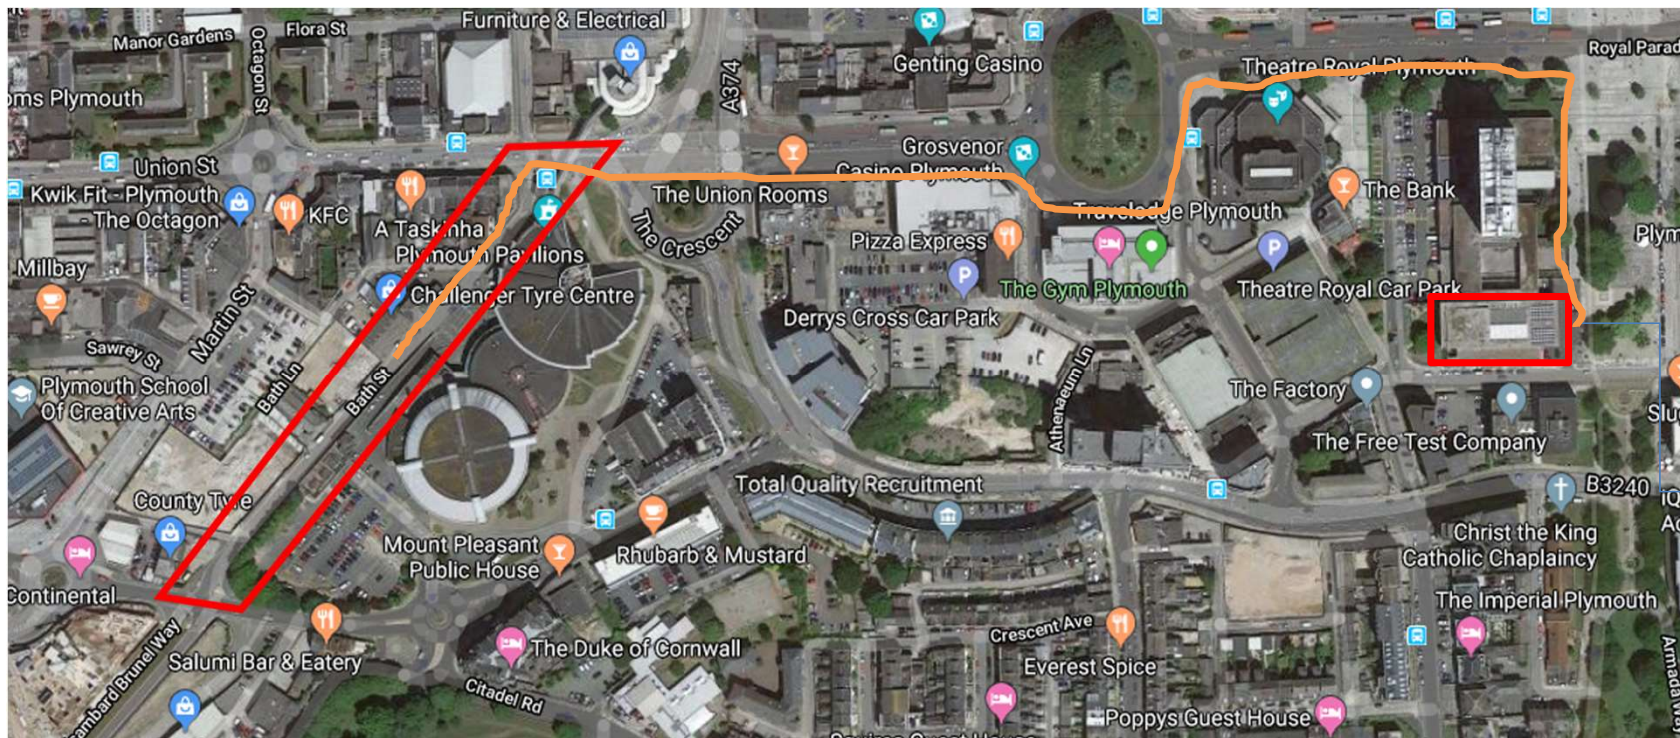 Furniture & Electrical
Manor Gardens
Flora St
Octagon St
Genting Casino
A374
Royal Parad
Theatre Royal Plymouth
oms Plymouth
Union St
Kwik Fit - Plymouth
- The Octagon
KFC
A Taskinha
Plymouth Pavilions
The Union Rooms
The Crescent
Grosvenor
Casino Plymouth
The Bank
Travelodge Plymouth
Pizza Express
The Gym Plymouth
Theatre Royal Car Park
Plym
Millbay
Challenger Tyre Centre
Derrys Cross Car Park
Martin St
Sawrey St
Plymouth School
Of Creative Arts
Bath Ln
Bath St
Athenaeum Ln
The Factory
The Free Test Company
Slu
County Tyre
Total Quality Recruitment
B3240
Mount Pleasant
Public House
Rhubarb & Mustard
Christ the King
Catholic Chaplaincy
Continental
The Imperial Plymouth
Salumi Bar & Eatery
The Duke of Cornwall
Crescent Ave
Everest Spice
Citadel Rd
Poppys Guest House
Armada W